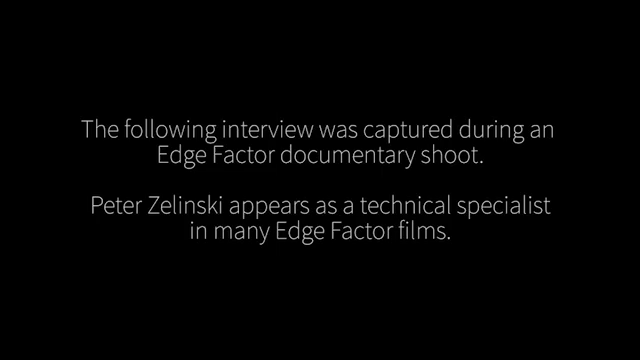 The following interview was captured during an
Edge Factor documentary shoot.
Peter Zelinski appears as a technical specialist
in many Edge Factor films.